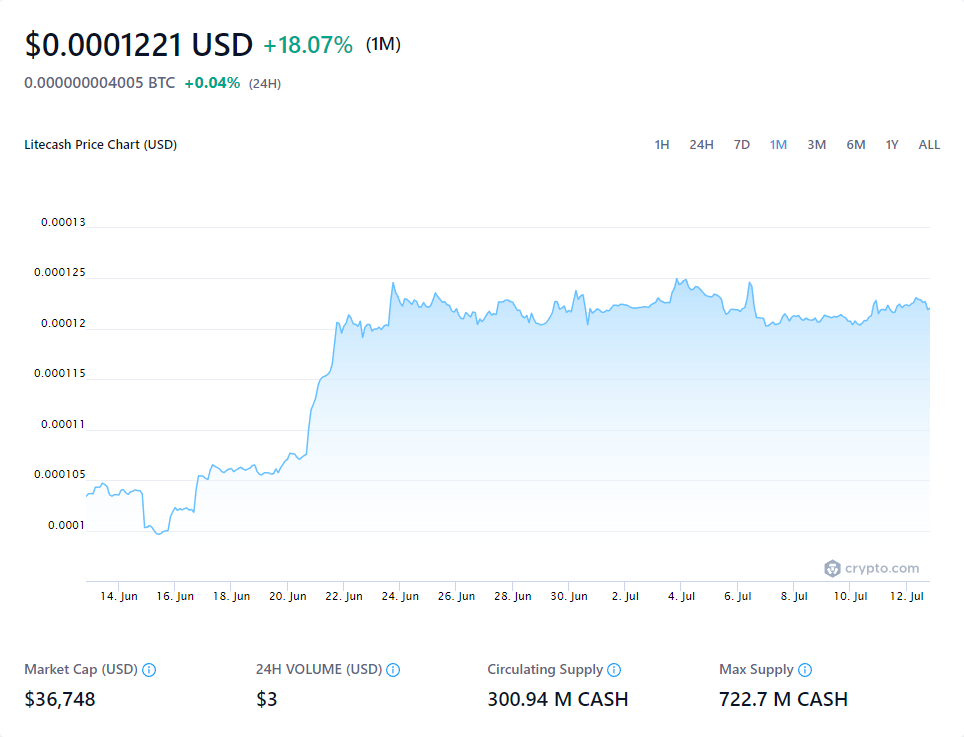 $0.0001221 USD +18.07% (1M)
0.000000004005 BTC +0.04% (24H)
Litecash Price Chart (USD)
1H 24H 7D 1M 3M 6M 1Y ALL
0.00013
0.000125
0.00012
0.000115
0.00011
0.000105
0.0001
crypto.com
14. Jun 16. Jun 18. Jun 20. Jun 22. Jun 24. Jun 26. Jun 28. Jun 30. Jun 2. Jul 4. Jul 6. Jul 8. Jul 10. Jul 12. Jul
Market Cap (USD) 24H VOLUME (USD) Circulating Supply Max Supply
$36,748 $3 300.94 M CASH 722.7 M CASH